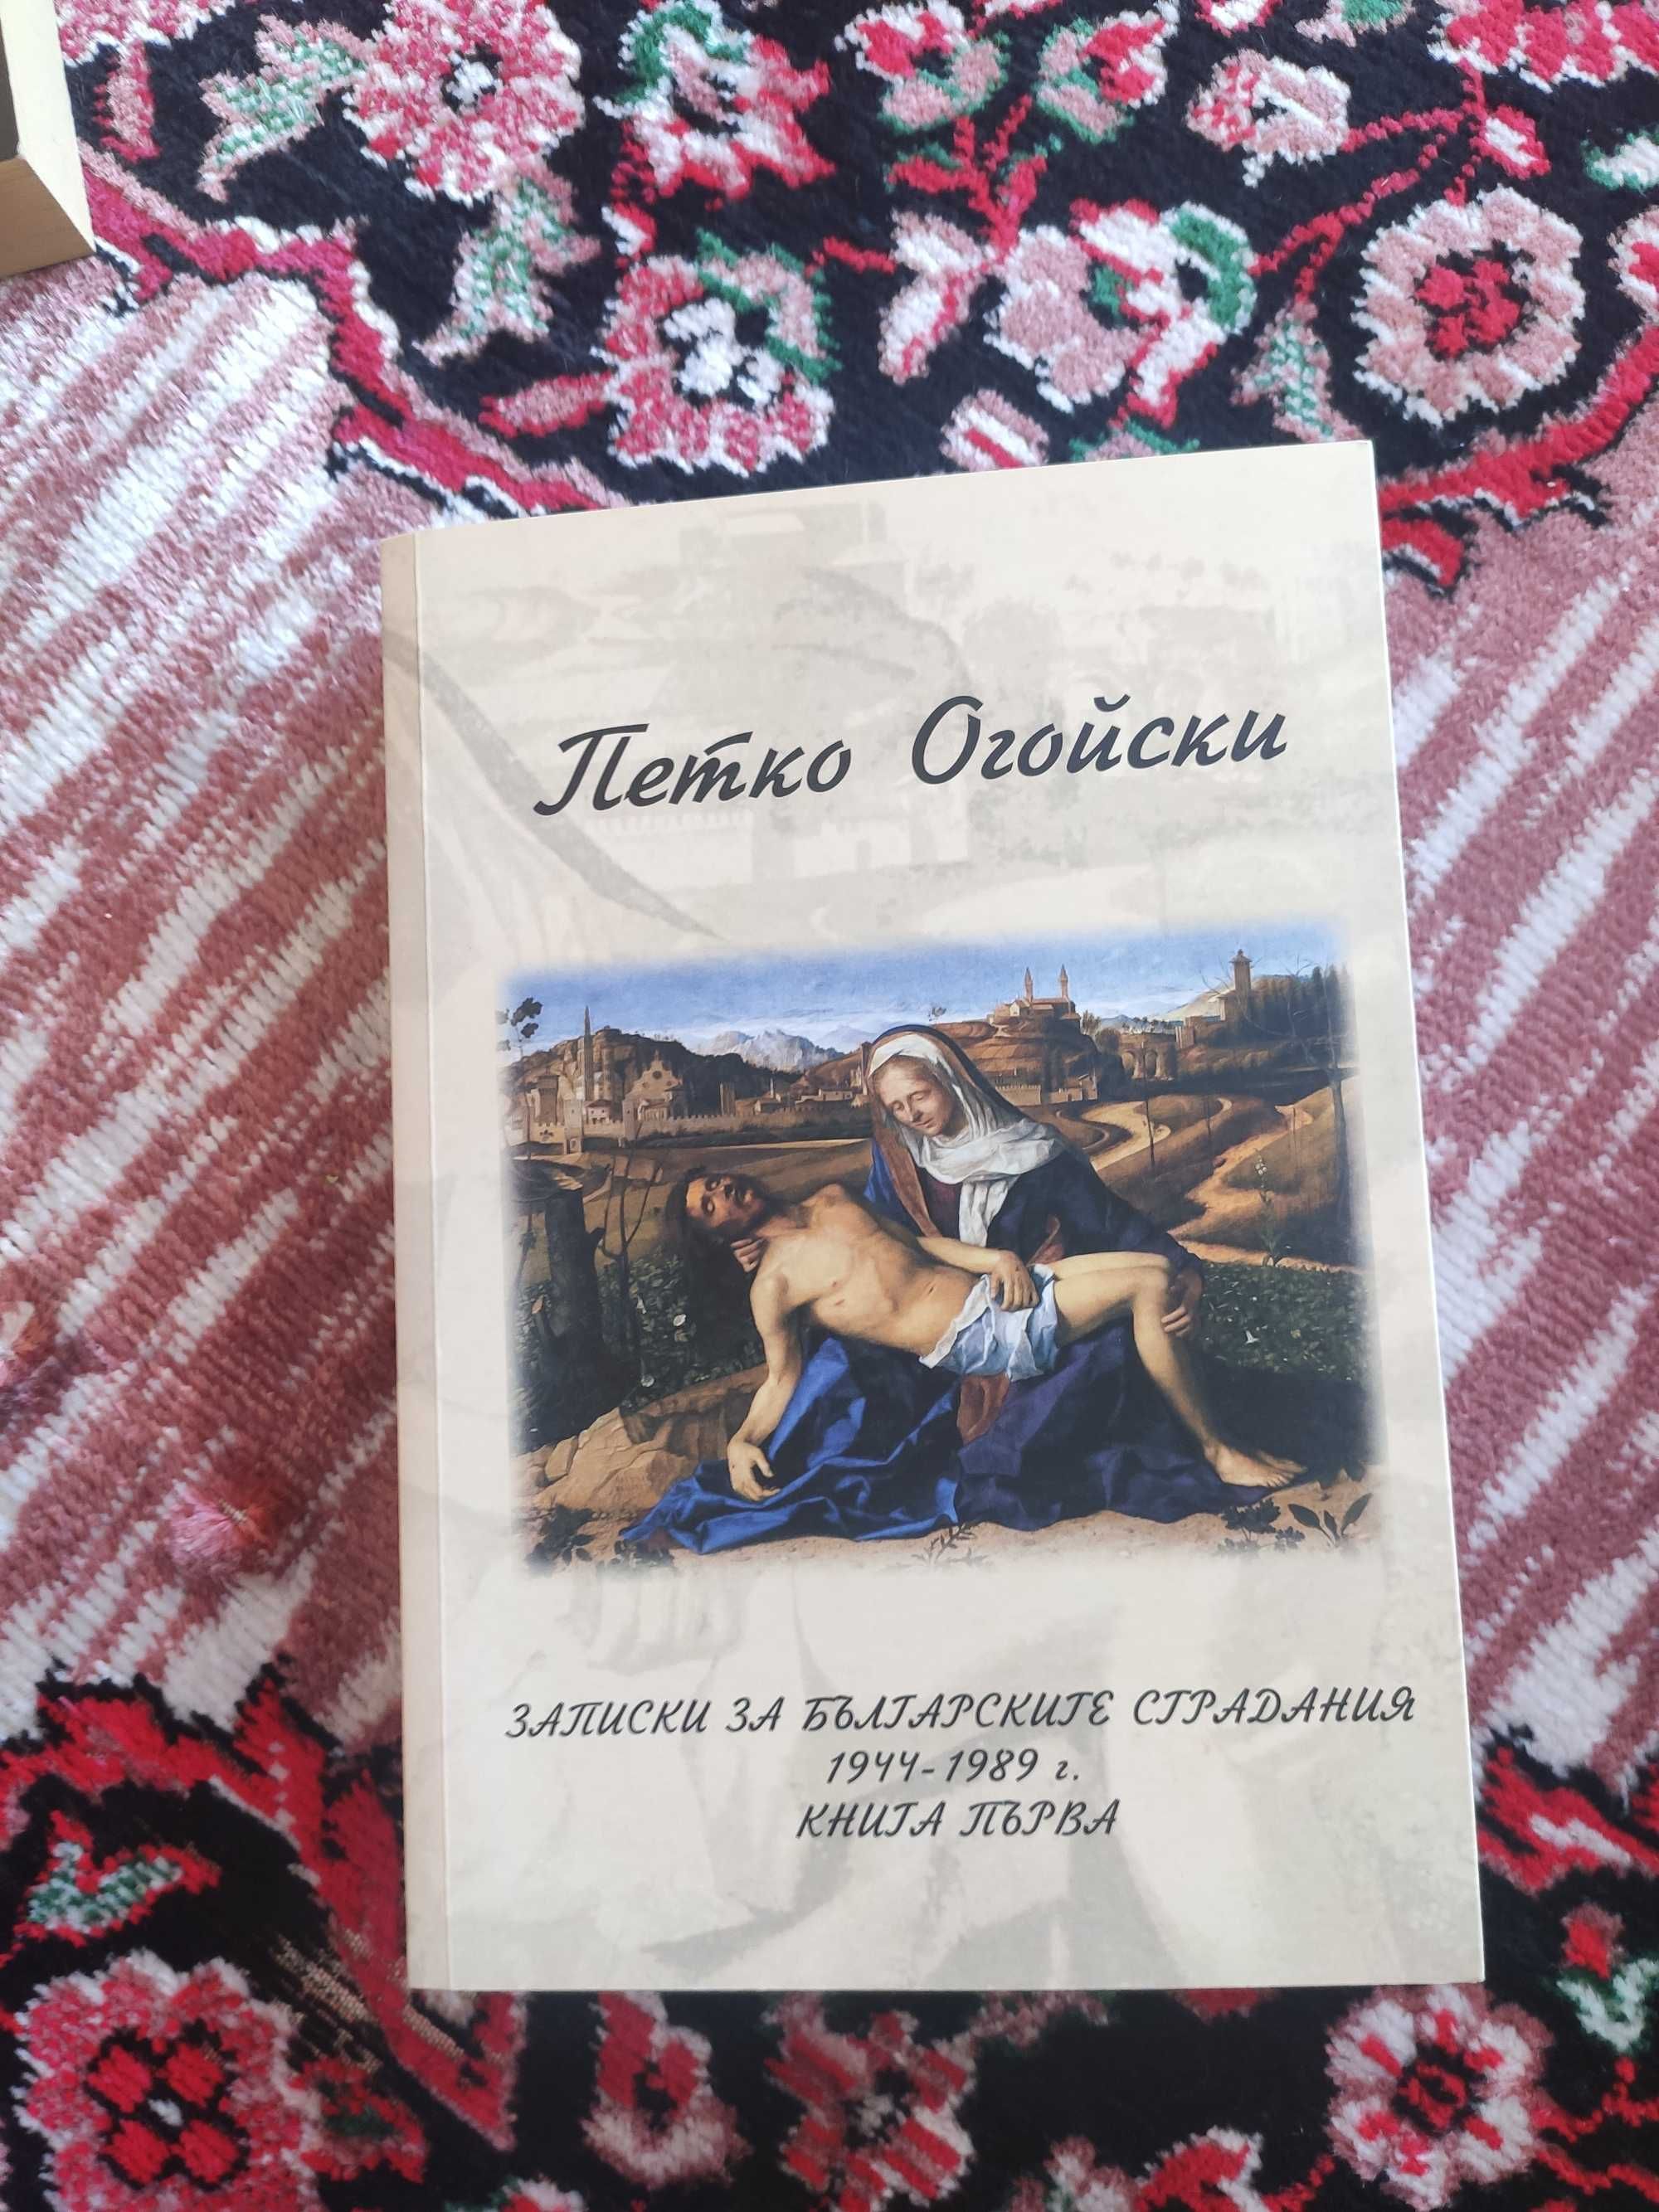 Петко Огойски
ЗАПИСКИ ЗА БЪЛГАРСКИТЕ СТРАДАНИЯ
1944-1989 г.
КНИГА ПЪРВА